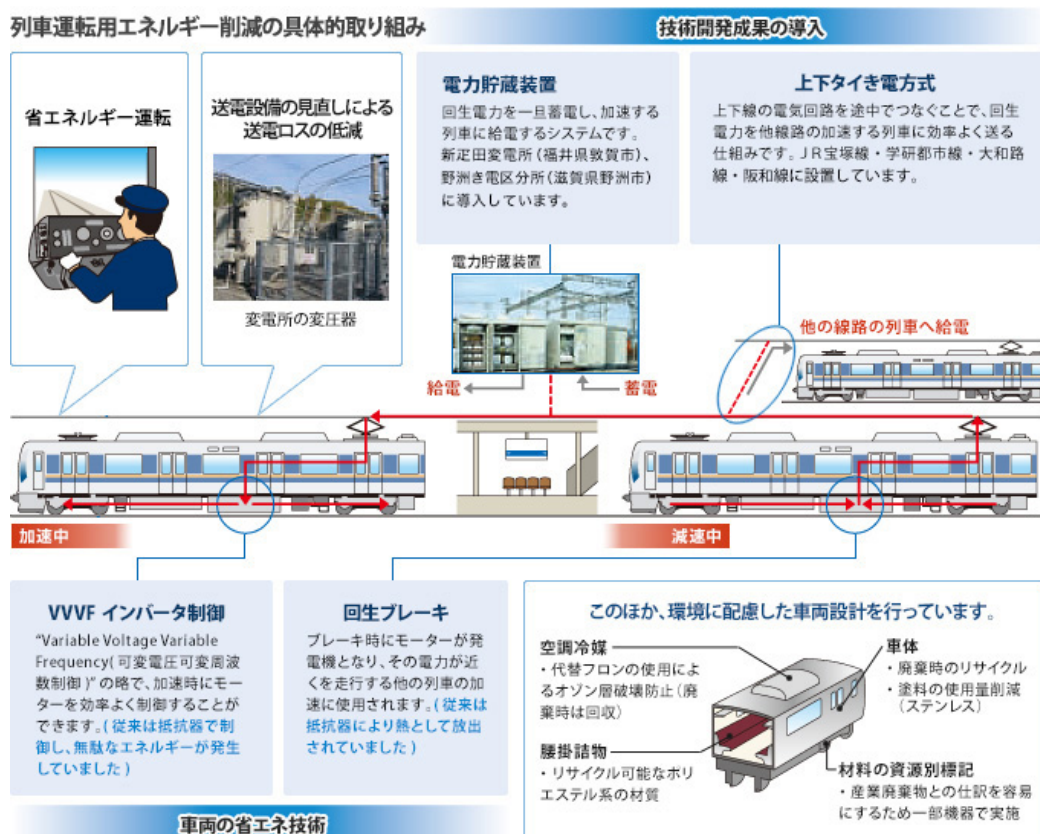 列車運転用エネルギー削減の具体的取り組み
技術開発成果の導入
省エネルギー運転
送電設備の見直しによる
送電ロスの低減
変電所の変圧器
電力貯蔵装置
回生電力を一旦蓄電し、加速する
列車に給電するシステムです。
新疋田変電所(福井県敦賀市)、
野洲き電区分所(滋賀県野洲市)
に導入しています。
上下タイき電方式
上下線の電気回路を途中でつなぐことで、回生
電力を他線路の加速する列車に効率よく送る
仕組みです。JR宝塚線・学研都市線・大和路
線・阪和線に設置しています。
電力貯蔵装置
給電
蓄電
他の線路の列車へ給電
加速中
減速中
VVVF インバータ制御
“Variable Voltage Variable
Frequency(可変電圧可変周波
数制御)”の略で、加速時にモー
ターを効率よく制御することが
できます。(従来は抵抗器で制
御し、無駄なエネルギーが発生
していました)
回生ブレーキ
ブレーキ時にモーターが発
電機となり、その電力が近
くを走行する他の列車の加
速に使用されます。(従来は
抵抗器により熱として放出
されていました)
車両の省エネ技術
このほか、環境に配慮した車両設計を行っています。
空調冷媒
・代替フロンの使用によ
るオゾン層破壊防止(廃
棄時は回収)
腰掛詰物
・リサイクル可能なポリ
エステル系の材質
車体
・廃棄時のリサイクル
・塗料の使用量削減
(ステンレス)
材料の資源別標記
・産業廃棄物との仕訳を容易
にするため一部機器で実施